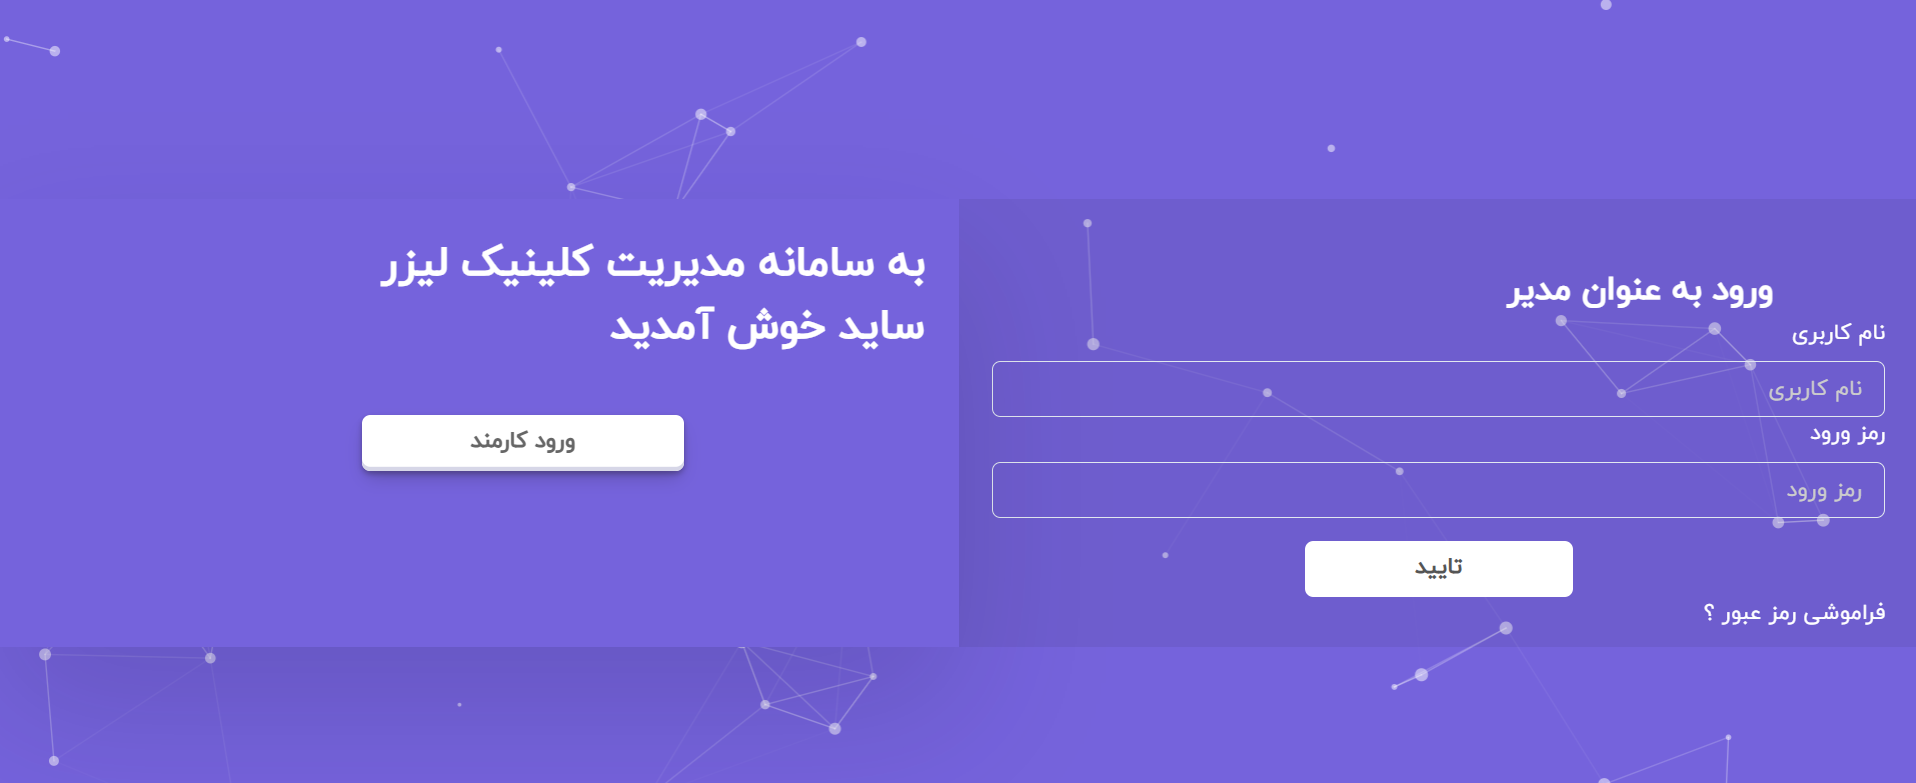 ورود به عنوان مدیر
نام کاربری
نام کاربری
رمز ورود
رمز ورود
تایید
فراموشی رمز عبور ؟
به سامانه مدیریت کلینیک لیزر
ساید خوش آمدید
ورود کارمند